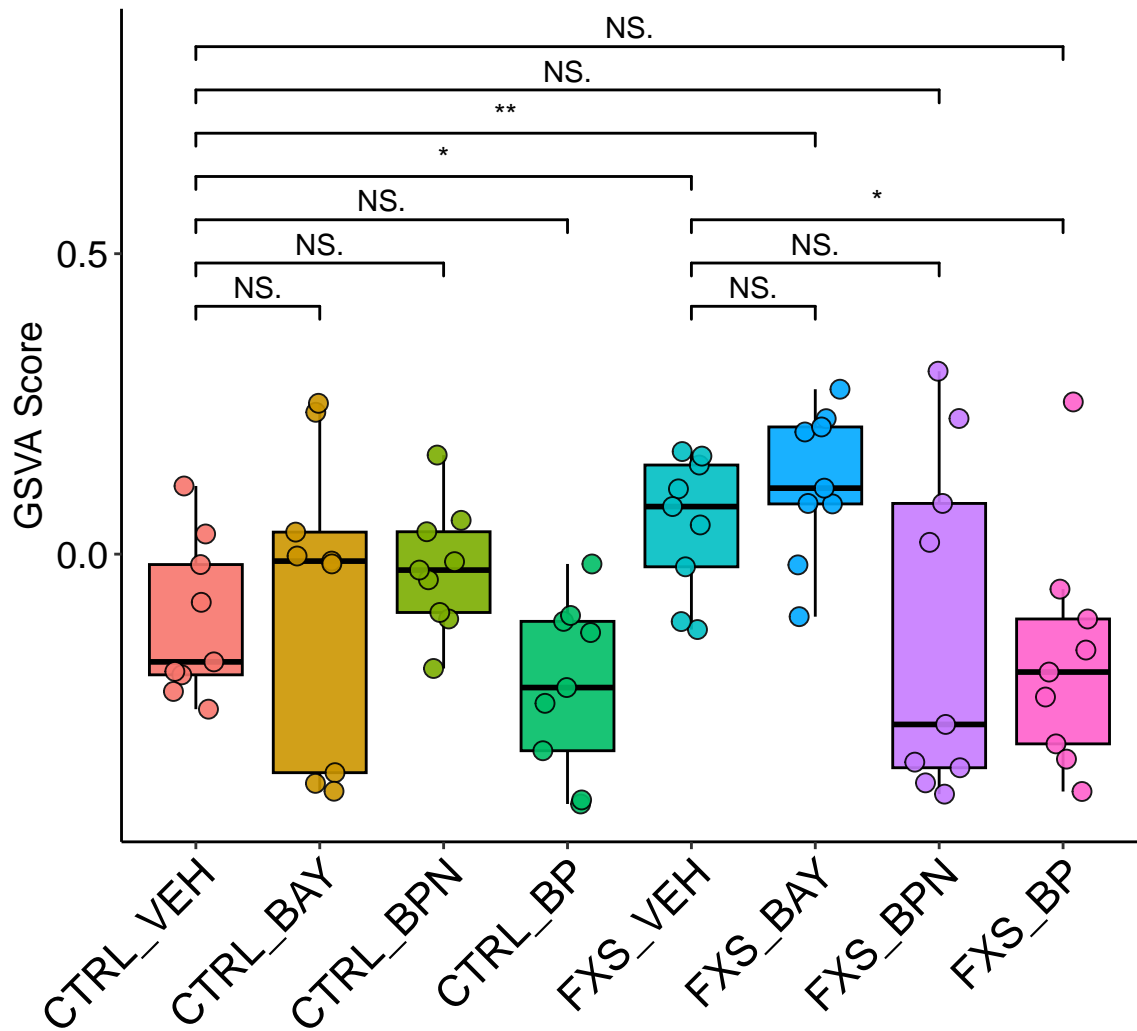 NS.
NS.
**
*
NS.
*
NS.
NS.
NS.
NS.
0.5
0.0
GSVA Score
CTRL_VEH
CTRL_BAY
CTRL_BPN
CTRL_BP
FXS_VEH
FXS_BAY
FXS_BPN
FXS_BP